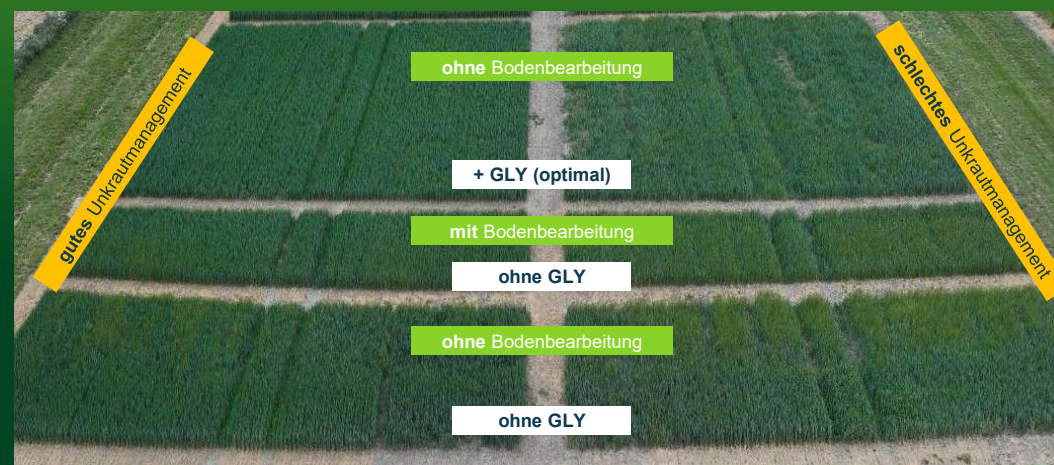 ohne Bodenbearbeitung
gutes Unkrautmanagement
schlechtes Unkrautmanagement
+ GLY (optimal)
mit Bodenbearbeitung
ohne GLY
ohne Bodenbearbeitung
ohne GLY